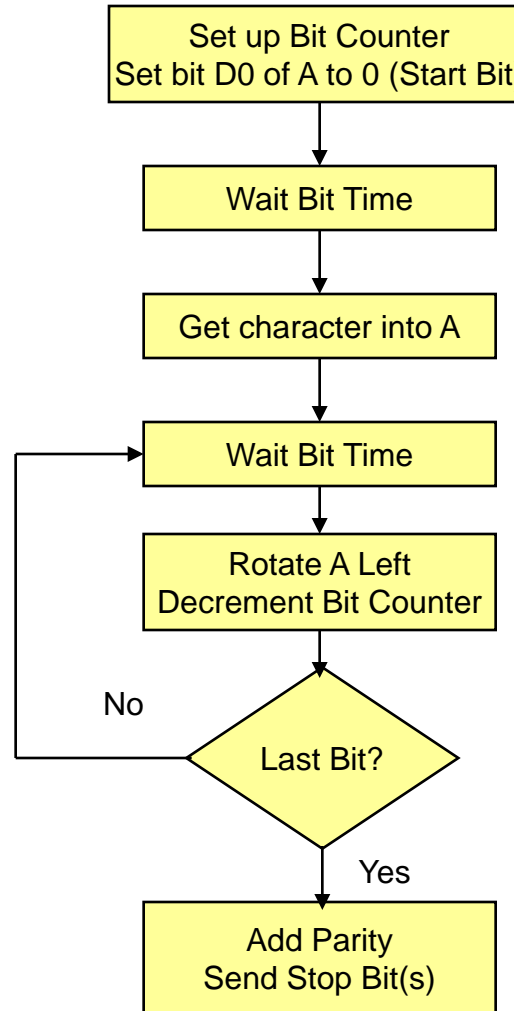 Set up Bit Counter
Set bit D0 of A to 0 (Start Bit
Wait Bit Time
Get character into A
Wait Bit Time
Rotate A Left
Decrement Bit Counter
No
Last Bit?
Yes
Add Parity
Send Stop Bit(s)